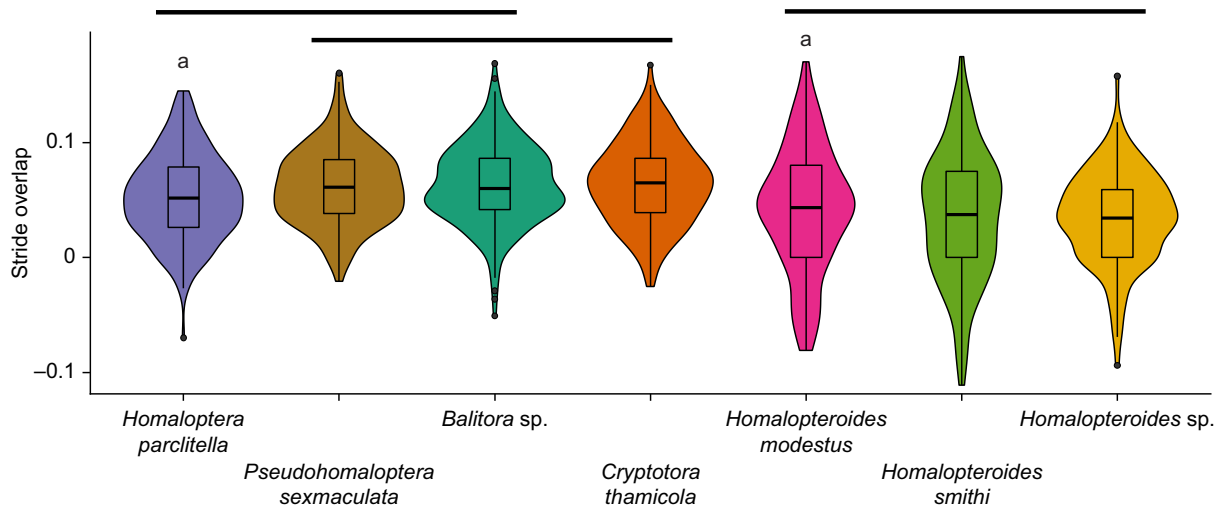 a
a
Stride overlap
0.1
0
–0.1
Homaloptera
parclitella
Pseudohomaloptera
sexmaculata
Balitora sp.
Cryptotora
thamicola
Homalopteroides
modestus
Homalopteroides
smithi
Homalopteroides sp.